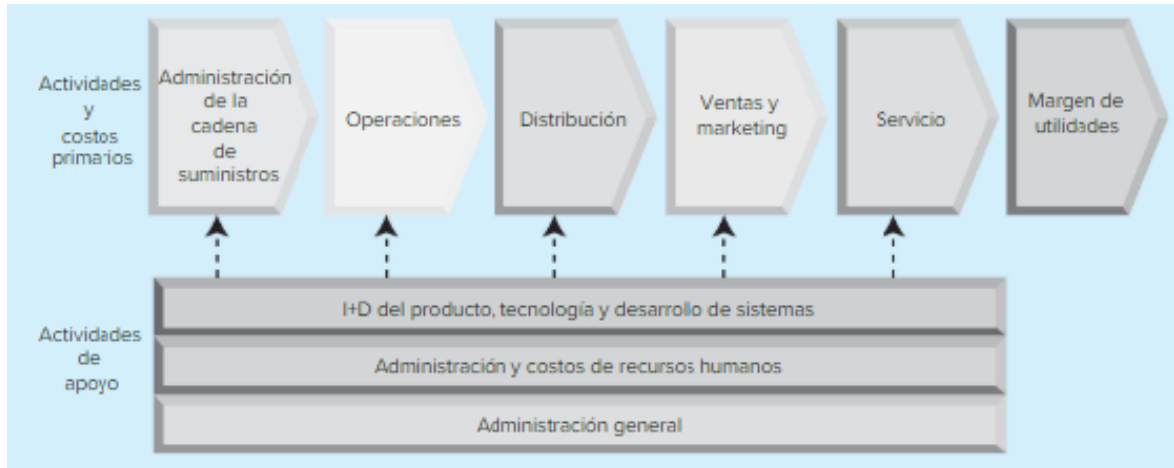 Actividades
y
costos
primarios
Administración
de la
cadena
de
suministros
Operaciones
Distribución
Ventas y
marketing
Servicio
Margen de
utilidades
Actividades
de
apoyo
I+D del producto, tecnología y desarrollo de sistemas
Administración y costos de recursos humanos
Administración general